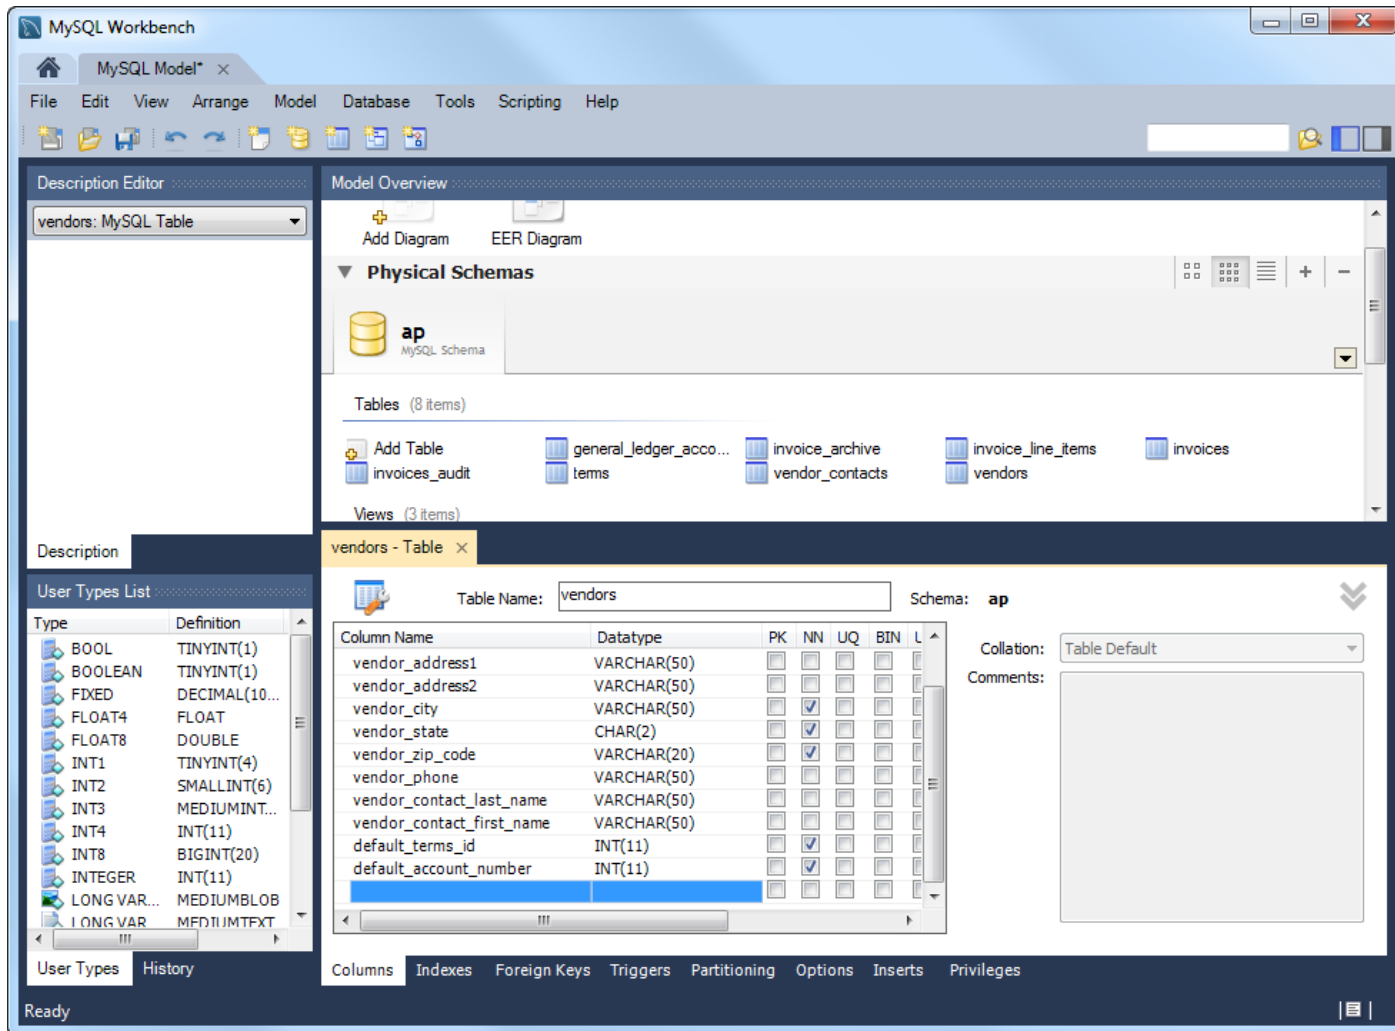 MySQL Workbench
MySQL Model*
File Edit View Arrange Model Database Tools Scripting Help
Description Editor
vendors: MySQL Table
Description
Model Overview
Add Diagram EER Diagram
Physical Schemas
ap
MySQL Schema
Tables (8 items)
Add Table general_ledger_acco... invoice_archive invoice_line_items invoices
invoices_audit terms vendor_contacts vendors
Views (3 items)
User Types List
Type Definition
BOOL TINYINT(1)
BOOLEAN TINYINT(1)
FIXED DECIMAL(10...
FLOAT4 FLOAT
FLOAT8 DOUBLE
INT1 TINYINT(4)
INT2 SMALLINT(6)
INT3 MEDIUMINT...
INT4 INT(11)
INT8 BIGINT(20)
INTEGER INT(11)
LONG VAR... MEDIUMBLOB
LONG VAR MEDIUMTEXT
User Types History
vendors - Table
Table Name: vendors Schema: ap
Column Name Datatype PK NN UQ BIN U
vendor_address1 VARCHAR(50)
vendor_address2 VARCHAR(50)
vendor_city VARCHAR(50)
vendor_state CHAR(2)
vendor_zip_code VARCHAR(20)
vendor_phone VARCHAR(50)
vendor_contact_last_name VARCHAR(50)
vendor_contact_first_name VARCHAR(50)
default_terms_id INT(11)
default_account_number INT(11)
Collation: Table Default
Comments:
Columns Indexes Foreign Keys Triggers Partitioning Options Inserts Privileges
Ready